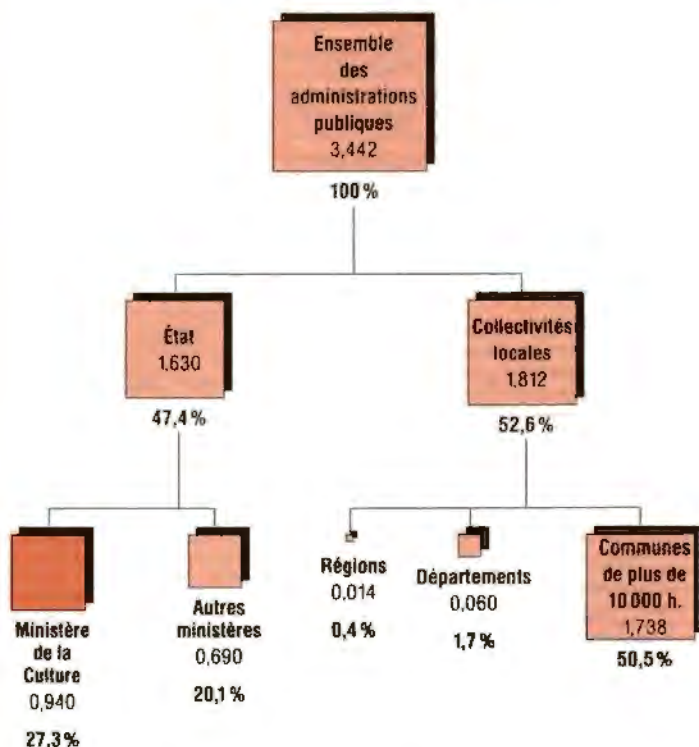 Ensemble
des
administrations
publiques
3,442
100 %
État
1,630
47,4 %
Collectivités
locales
1,812
52,6 %
Ministère
de la
Culture
0,940
27,3 %
Autres
ministères
0,690
20,1 %
Régions
0,014
0,4 %
Départements
0,060
1,7 %
Communes
de plus de
10 000 h.
1,738
50,5 %